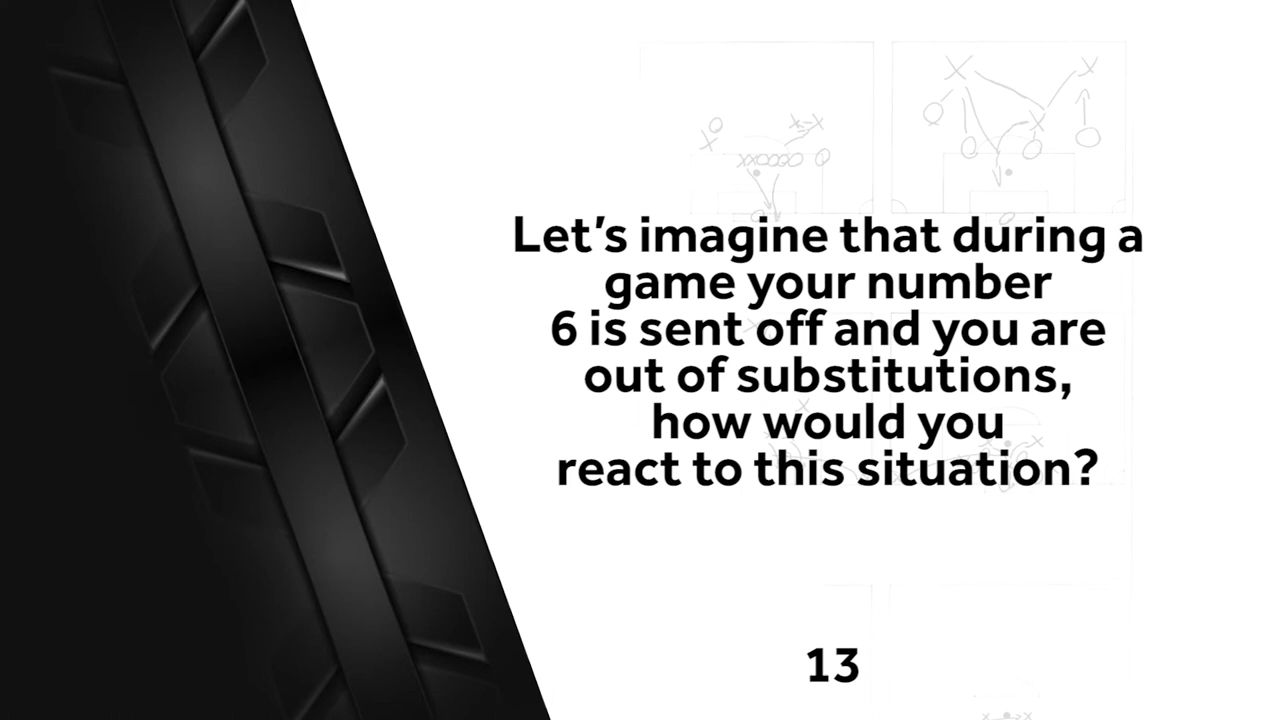 Let’s imagine that during a
game your number
6 is sent off and you are
out of substitutions,
how would you
react to this situation?
13